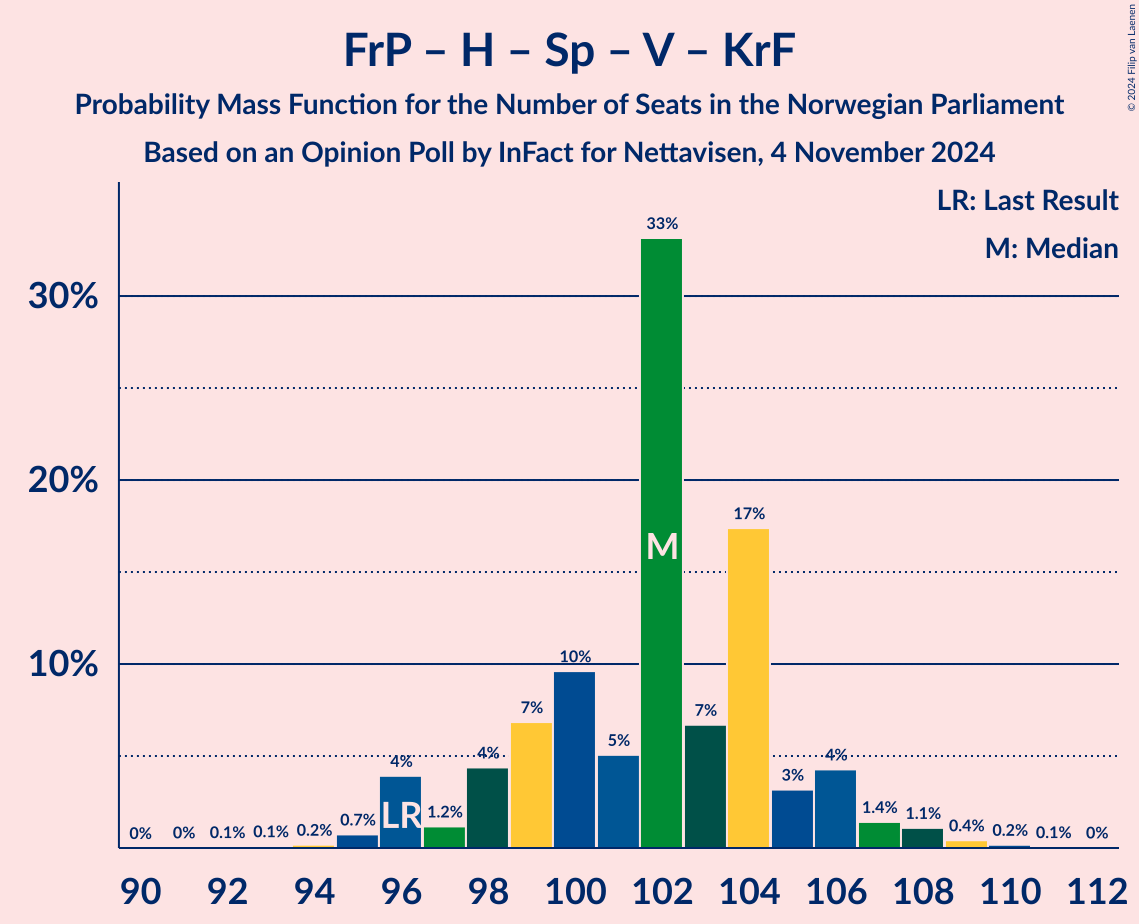 FrP – H – Sp – V – KrF
Probability Mass Function for the Number of Seats in the Norwegian Parliament
Based on an Opinion Poll by InFact for Nettavisen, 4 November 2024
© 2024 Filip van Laenen
LR: Last Result
M: Median
33%
30%
20%
17%
M
10%
10%
7%
7%
5%
4%
4%
4%
3%
LR
1.2%
1.4%
1.1%
0.7%
0.4%
0% 0% 0.1% 0.1% 0.2% 0.2% 0.1% 0%
90 92 94 96 98 100 102 104 106 108 110 112